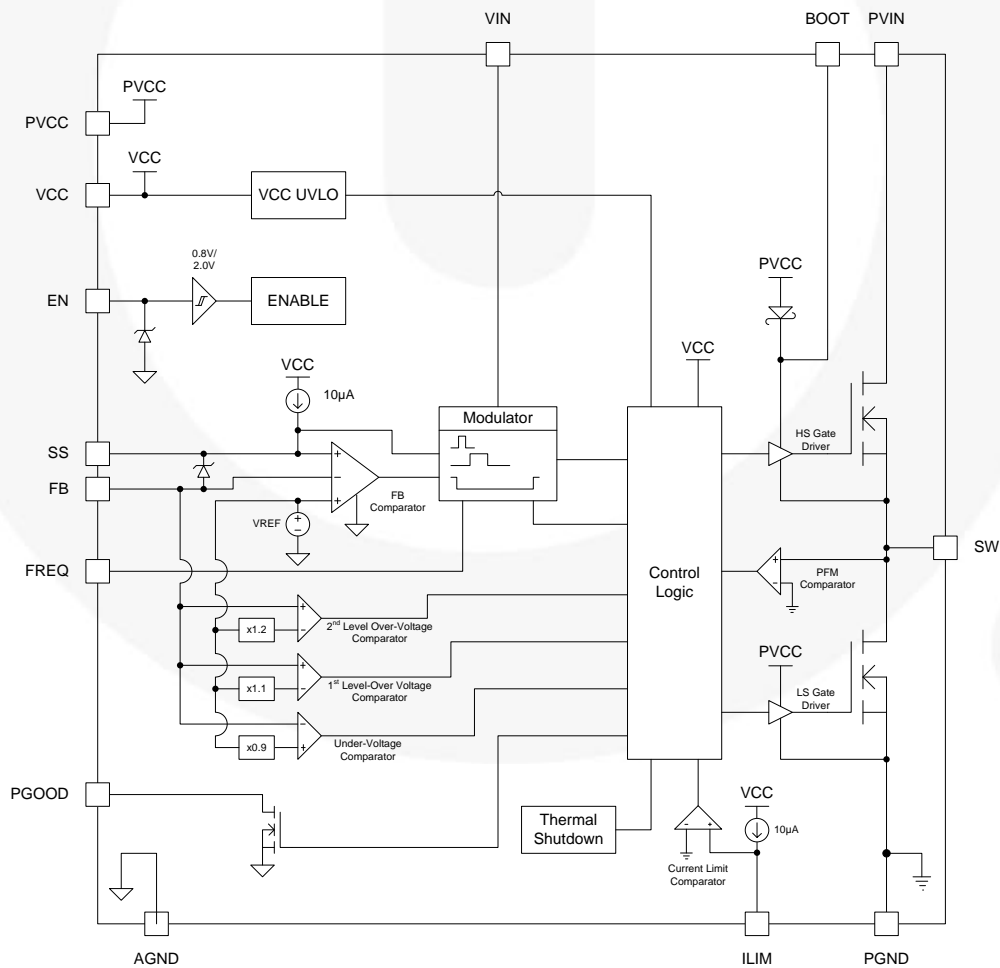 VIN
BOOT
PVIN
PVCC
PVCC
VCC
VCC
VCC UVLO
0.8V/
2.0V
EN
ENABLE
PVCC
VCC
VCC
10µA
Modulator
SS
FB
+
−
+
FB
Comparator
VREF
+
−
HS Gate
Driver
FREQ
Control
Logic
+
−
PFM
Comparator
SW
x1.2
+
−
2nd Level Over-Voltage
Comparator
x1.1
+
−
1st Level-Over Voltage
Comparator
x0.9
−
+
Under-Voltage
Comparator
PVCC
LS Gate
Driver
PGOOD
Thermal
Shutdown
VCC
10µA
−
+
Current Limit
Comparator
AGND
ILIM
PGND